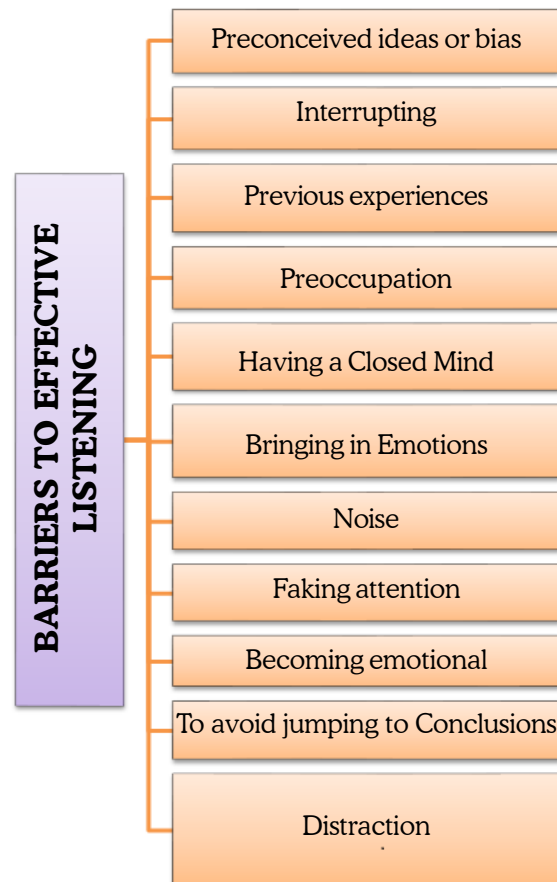 BARRIERS TO EFFECTIVE
LISTENING
Preconceived ideas or bias
Interrupting
Previous experiences
Preoccupation
Having a Closed Mind
Bringing in Emotions
Noise
Faking attention
Becoming emotional
To avoid jumping to Conclusions
Distraction
.